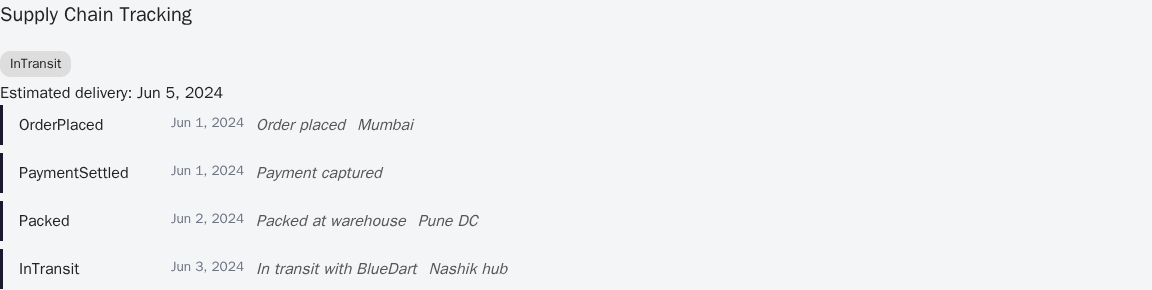 Supply Chain Tracking
InTransit
Estimated delivery: Jun 5, 2024
OrderPlaced Jun 1, 2024 Order placed Mumbai
PaymentSettled Jun 1, 2024 Payment captured
Packed Jun 2, 2024 Packed at warehouse Pune DC
InTransit Jun 3, 2024 In transit with BlueDart Nashik hub